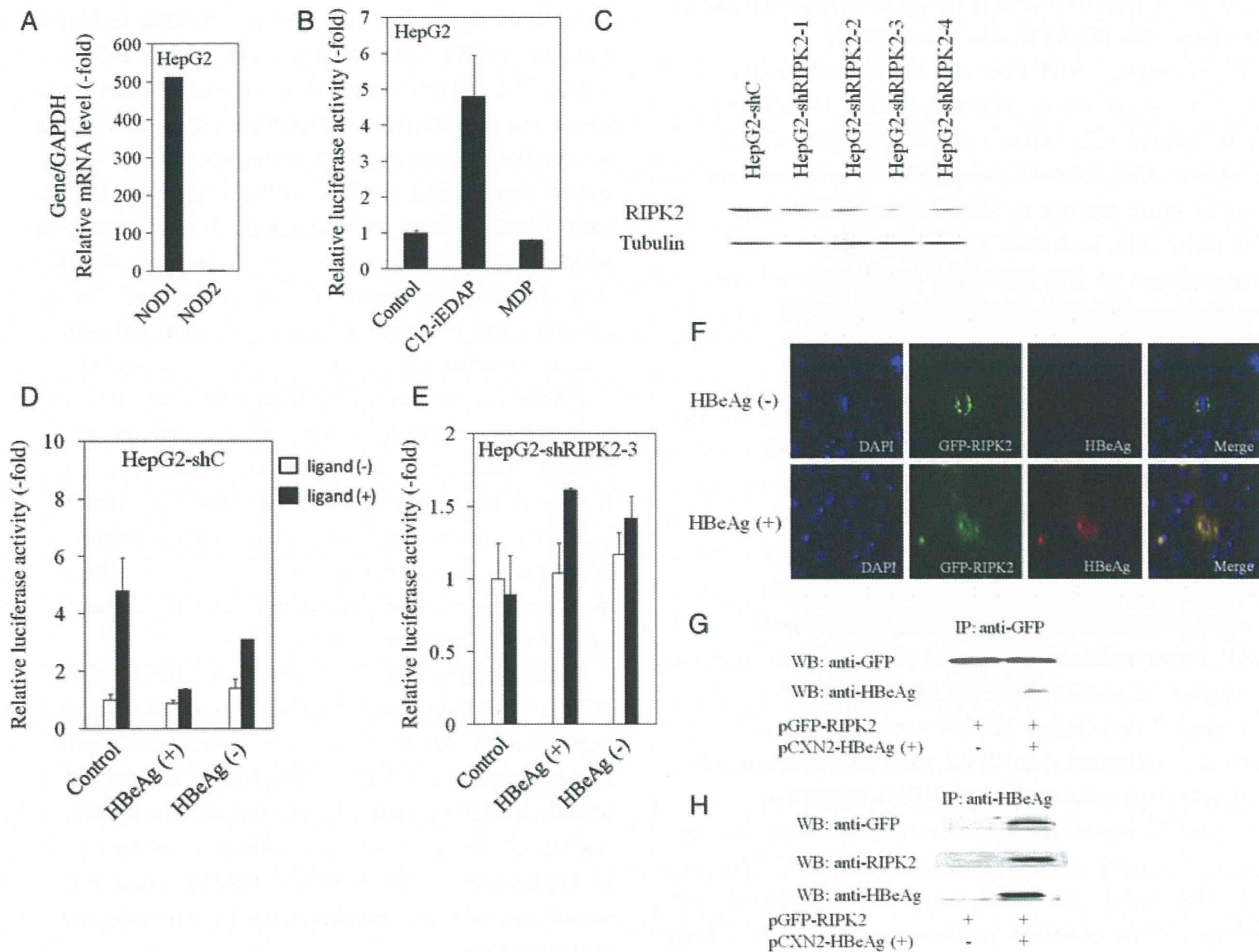 A
HepG2
Gene/GAPDH
Relative mRNA level (-fold)
600
500
400
300
200
100
0
NOD1
NOD2
B
HepG2
Relative luciferase activity (-fold)
8
7
6
5
4
3
2
1
0
Control
C12-iEDAP
MDP
C
HepG2-shC
HepG2-shRIPK2-1
HepG2-shRIPK2-2
HepG2-shRIPK2-3
HepG2-shRIPK2-4
RIPK2
Tubulin
D
HepG2-shC
Relative luciferase activity (-fold)
10
8
6
4
2
0
Control
HBeAg (+)
HBeAg (-)
ligand (-)
ligand (+)
E
HepG2-shRIPK2-3
Relative luciferase activity (-fold)
2
1.5
1
0.5
0
Control
HBeAg (+)
HBeAg (-)
F
HBeAg (-)
DAPI
GFP-RIPK2
HBeAg
Merge
HBeAg (+)
DAPI
GFP-RIPK2
HBeAg
Merge
G
IP: anti-GFP
WB: anti-GFP
WB: anti-HBeAg
pGFP-RIPK2 + +
pCXN2-HBeAg (+) - +
H
IP: anti-HBeAg
WB: anti-GFP
WB: anti-RIPK2
WB: anti-HBeAg
pGFP-RIPK2 + +
pCXN2-HBeAg (+) - +